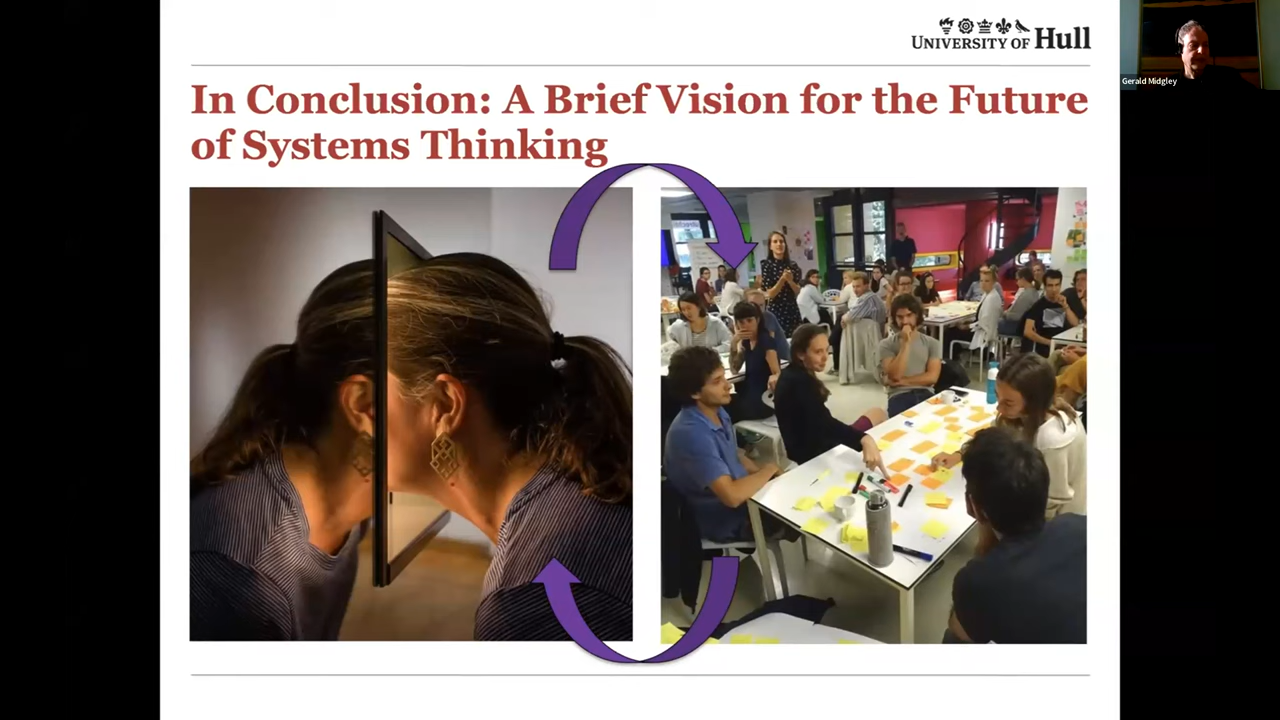 UNIVERSITY OF Hull
Gerald Midgley
In Conclusion: A Brief Vision for the Future
of Systems Thinking